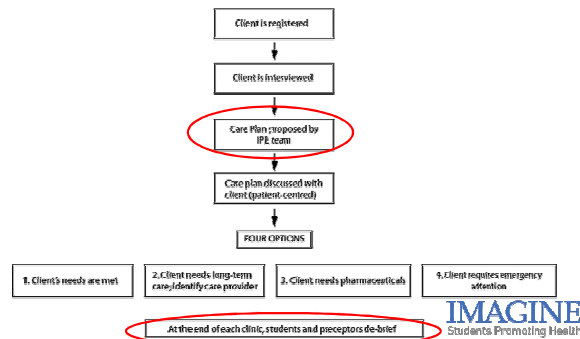 Client is registered
Client is interviewed
Care Plan proposed by
IPE team
Care plan discussed with
client (patient-centred)
FOUR OPTIONS
1. Client's needs are met
2. Client needs long-term
care; identify care provider
3. Client needs pharmaceuticals
4. Client requires emergency
attention
IMAGINE
Students Promoting Health
At the end of each clinic, students and preceptors de-brief